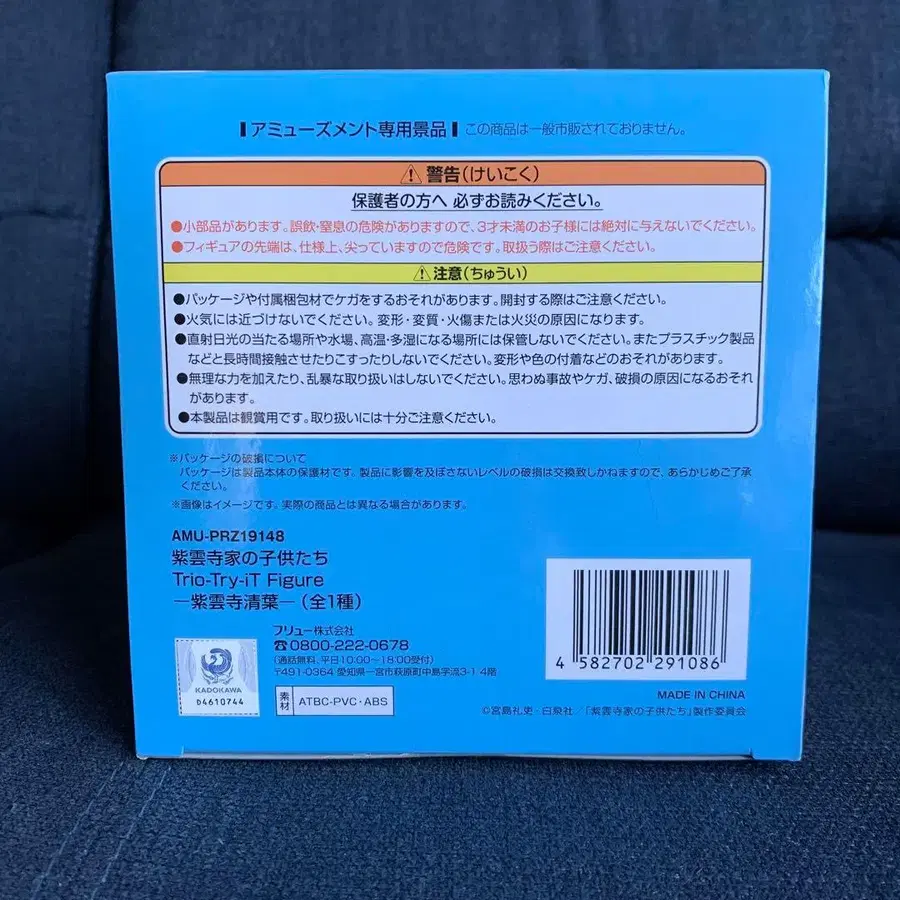 アミューズメント専用景品 この商品は一般市販されておりません。
⚠警告(けいこく)
保護者の方へ 必ずお読みください。
●小部品があります。誤飲・窒息の危険がありますので、3才未満のお子様には絶対に与えないでください。
●フィギュアの先端は、仕様上、尖っていますので危険です。取扱う際はご注意ください。
⚠注意(ちゅうい)
●パッケージや付属梱包材でケガをするおそれがあります。開封する際はご注意ください。
●火気には近づけないでください。変形・変質・火傷または火災の原因になります。
●直射日光の当たる場所や水場、高温・多湿になる場所には保管しないでください。またプラスチック製品
などと長時間接触させたりこすったりしないでください。変形や色の付着などのおそれがあります。
●無理な力を加えたり、乱暴な取り扱いはしないでください。思わぬ事故やケガ、破損の原因になるおそれ
があります。
●本製品は観賞用です。取り扱いには十分ご注意ください。
※パッケージの破損について
パッケージは製品本体の保護材です。製品に影響を及ぼさないレベルの破損は交換致しかねますので、あらかじめご了承
ください。
※画像はイメージです。実際の商品とは異なる場合があります。
AMU-PRZ19148
紫雲寺家の子供たち
Trio-Try-iT Figure
―紫雲寺清葉―(全1種)
フリュー株式会社
☎0800-222-0678
(通話無料、平日10:00~18:00受付)
〒491-0364 愛知県一宮市萩原町中島字流3-1 4階
KADOKAWA
D4610744
素材 ATBC-PVC・ABS
4 582702 291086
MADE IN CHINA
©宮島礼吏・白泉社/「紫雲寺家の子供たち」製作委員会